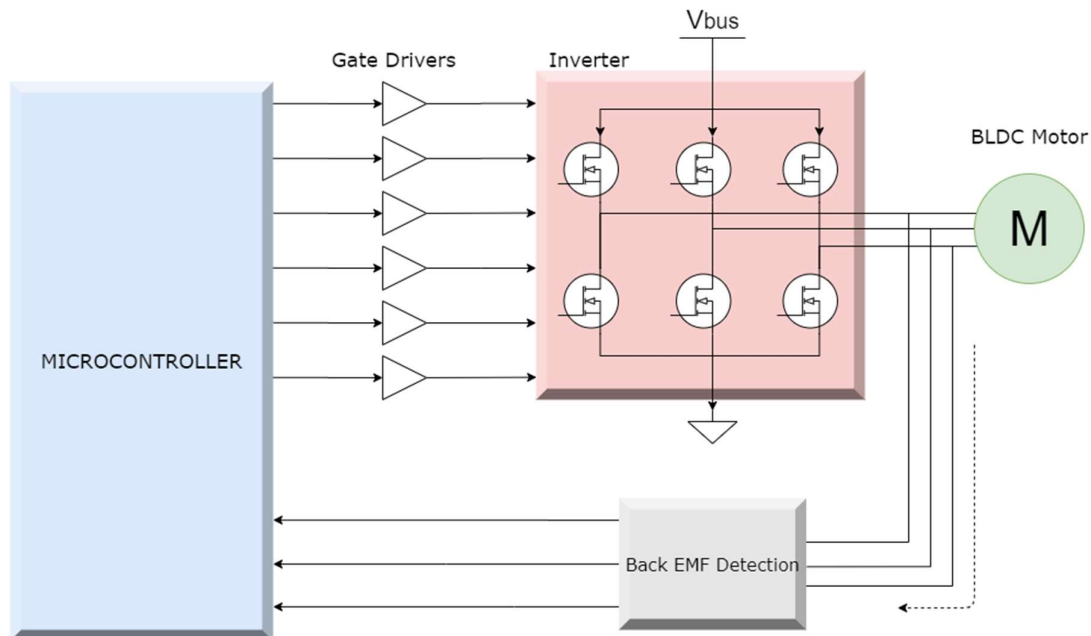 Vbus
Gate Drivers
Inverter
BLDC Motor
M
MICROCONTROLLER
Back EMF Detection